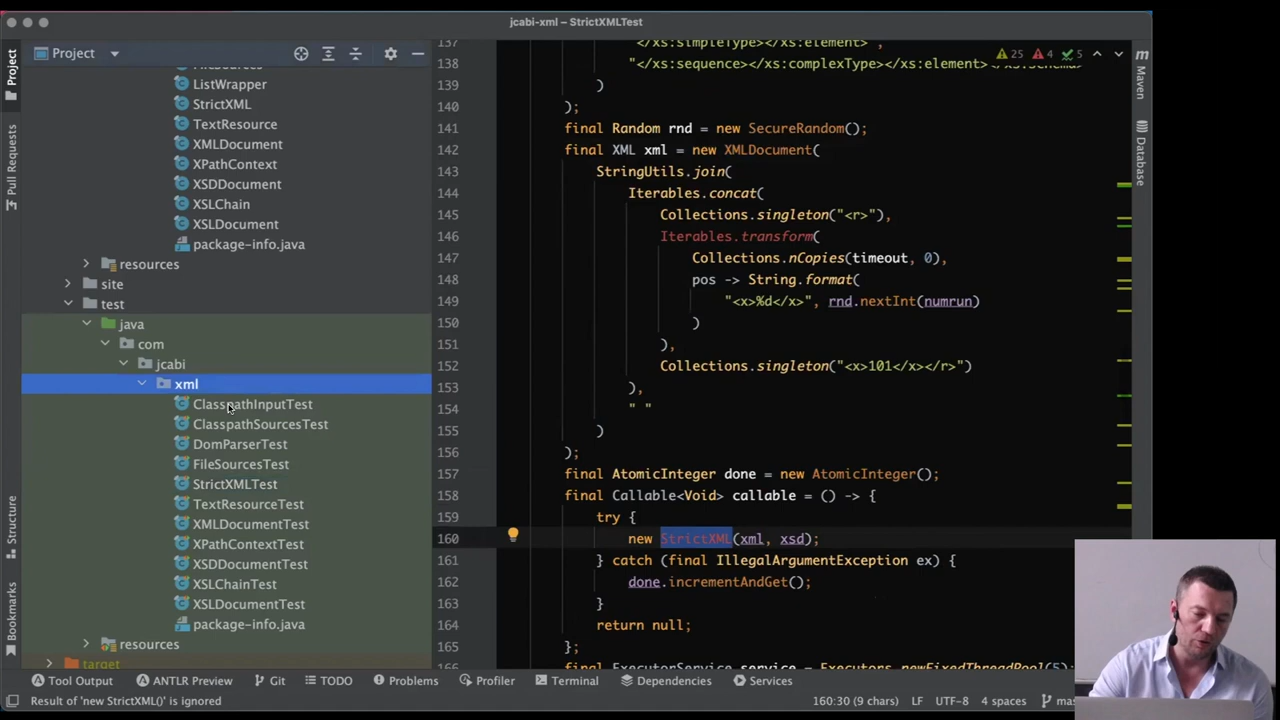 jcabi-xml – StrictXMLTest
Project
Project
Pull Requests
Structure
Bookmarks
ListWrapper
StrictXML
TextResource
XMLDocument
XPathContext
XSDDocument
XSLChain
XSLDocument
package-info.java
resources
site
test
java
com
jcabi
xml
ClasspathInputTest
ClasspathSourcesTest
DomParserTest
FileSourcesTest
StrictXMLTest
TextResourceTest
XMLDocumentTest
XPathContextTest
XSDDocumentTest
XSLChainTest
XSLDocumentTest
package-info.java
resources
target
25 4 5
137 </xs:simpleType></xs:element>",
138 "</xs:sequence></xs:complexType></xs:element></xs:schema>
139 )
140 );
141 final Random rnd = new SecureRandom();
142 final XML xml = new XMLDocument(
143 StringUtils.join(
144 Iterables.concat(
145 Collections.singleton("<r>"),
146 Iterables.transform(
147 Collections.nCopies(timeout, 0),
148 pos -> String.format(
149 "<x>%d</x>", rnd.nextInt(numrun)
150 )
151 ),
152 Collections.singleton("<x>101</x></r>")
153 ),
154 " "
155 )
156 );
157 final AtomicInteger done = new AtomicInteger();
158 final Callable<Void> callable = () -> {
159 try {
160 new StrictXML(xml, xsd);
161 } catch (final IllegalArgumentException ex) {
162 done.incrementAndGet();
163 }
164 return null;
165 };
166 final ExecutorService service = Executors.newFixedThreadPool(5);
Maven
Database
Tool Output ANTLR Preview Git TODO Problems Profiler Terminal Dependencies Services
Result of 'new StrictXML()' is ignored 160:30 (9 chars) LF UTF-8 4 spaces